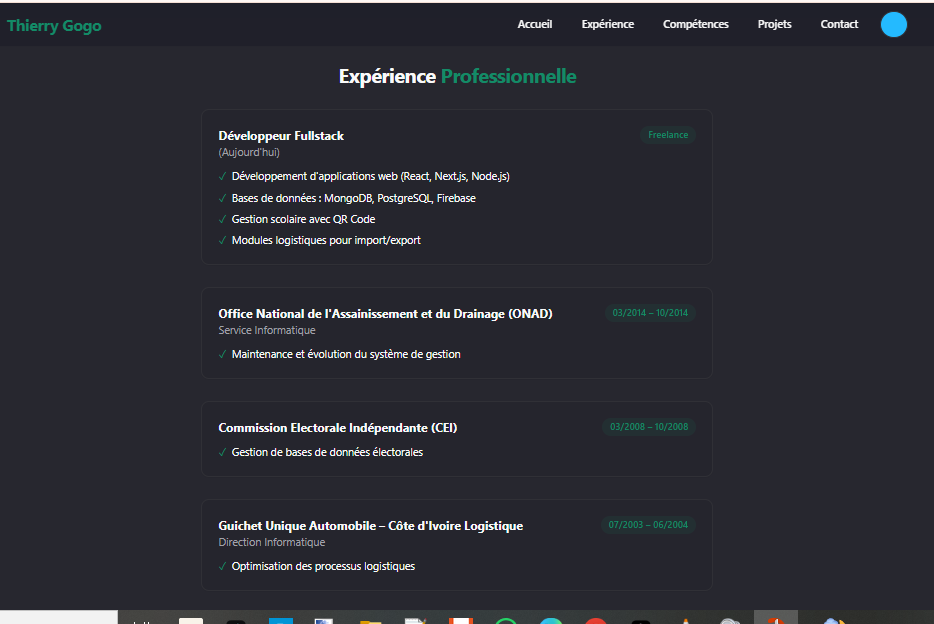 Thierry Gogo
Accueil
Expérience
Compétences
Projets
Contact
Expérience Professionnelle
Développeur Fullstack
Freelance
(Aujourd'hui)
✓ Développement d'applications web (React, Next.js, Node.js)
✓ Bases de données : MongoDB, PostgreSQL, Firebase
✓ Gestion scolaire avec QR Code
✓ Modules logistiques pour import/export
Office National de l'Assainissement et du Drainage (ONAD)
03/2014 – 10/2014
Service Informatique
✓ Maintenance et évolution du système de gestion
Commission Electorale Indépendante (CEI)
03/2008 – 10/2008
✓ Gestion de bases de données électorales
Guichet Unique Automobile – Côte d'Ivoire Logistique
07/2003 – 06/2004
Direction Informatique
✓ Optimisation des processus logistiques